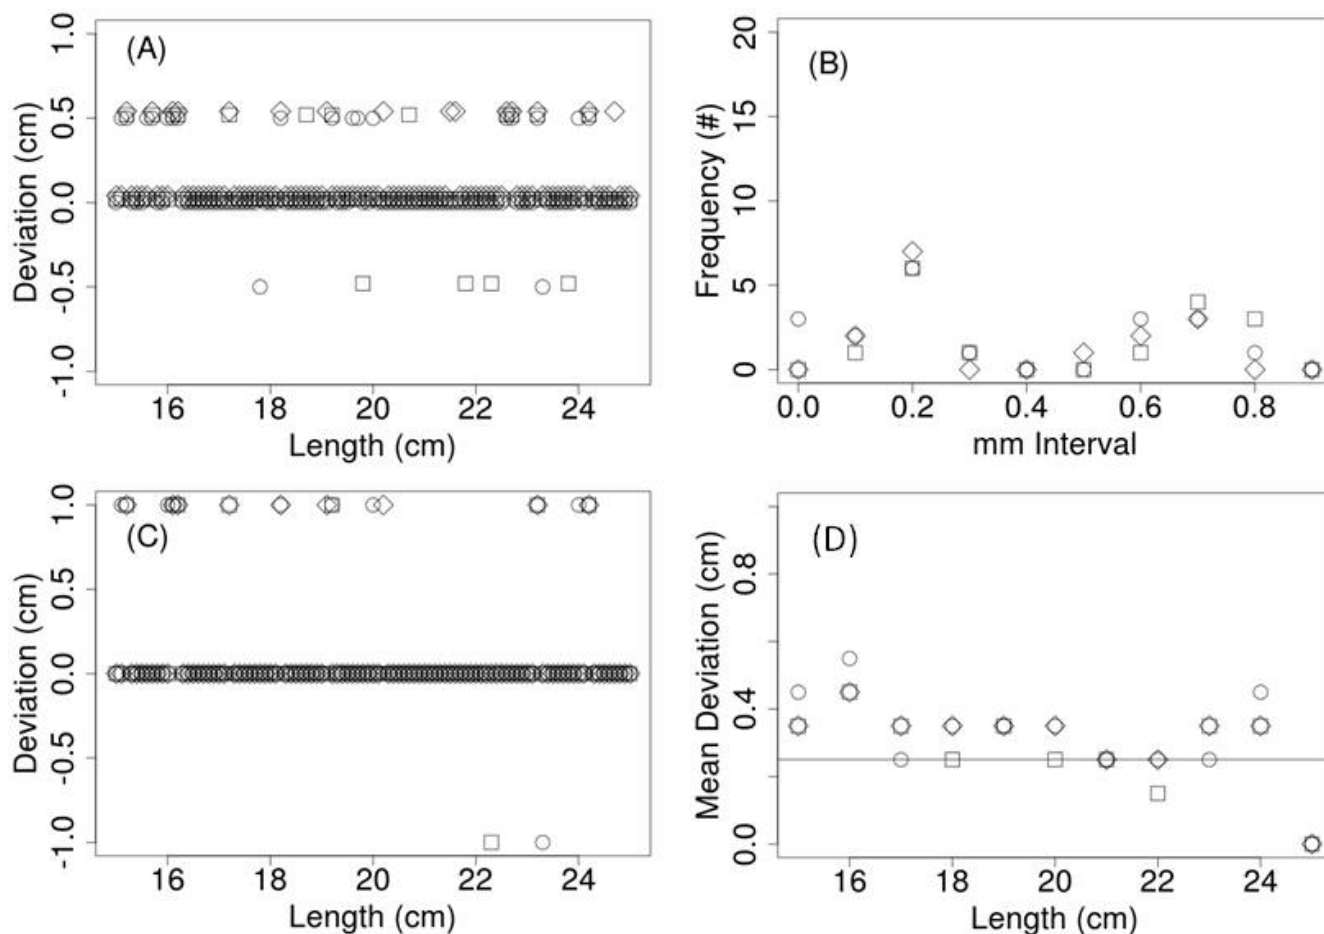 (A)
Deviation (cm)
1.0
0.5
0.0
-0.5
-1.0
16 18 20 22 24
Length (cm)
(B)
Frequency (#)
20
15
10
5
0
0.0 0.2 0.4 0.6 0.8
mm Interval
(C)
Deviation (cm)
1.0
0.5
0.0
-0.5
-1.0
16 18 20 22 24
Length (cm)
(D)
Mean Deviation (cm)
0.8
0.4
0.0
16 18 20 22 24
Length (cm)